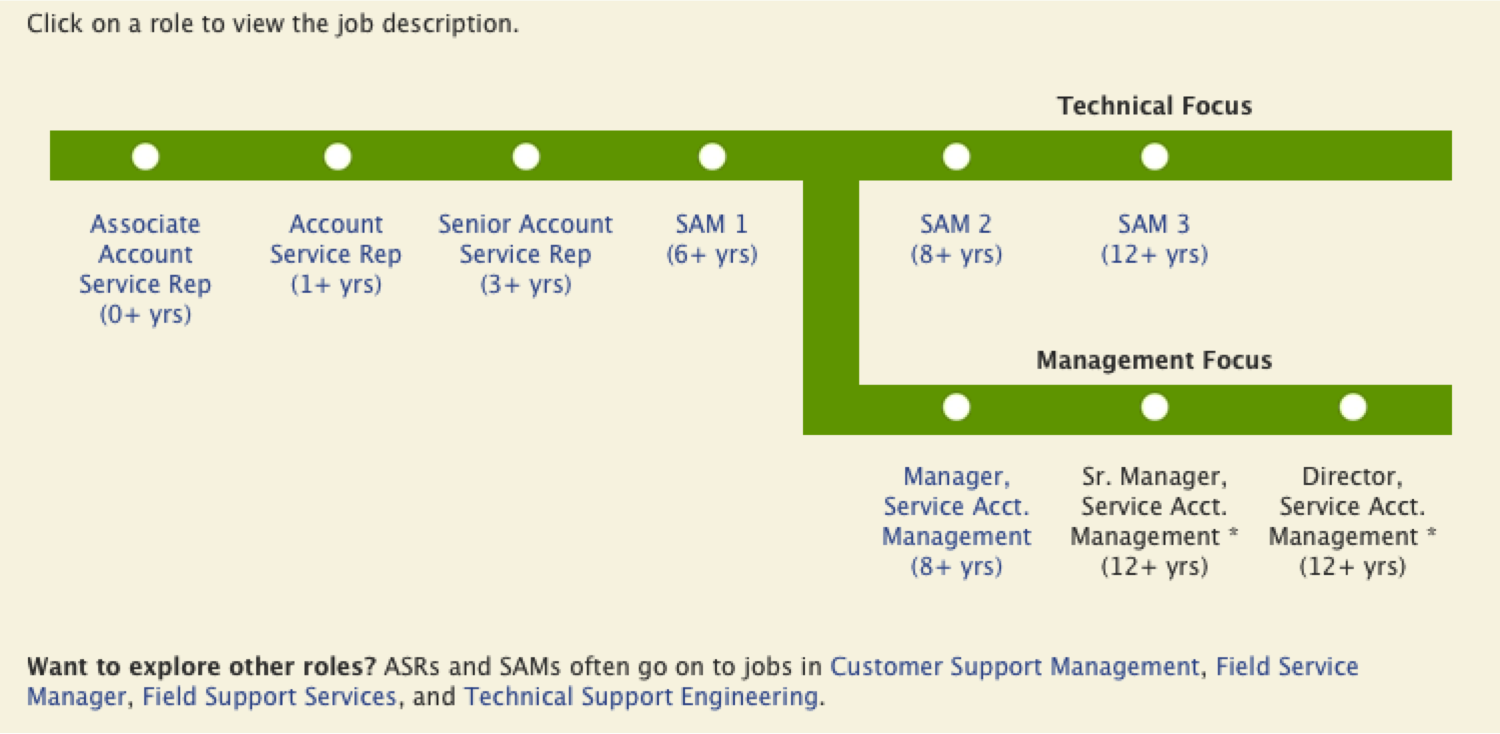 Click on a role to view the job description.
Technical Focus
Associate
Account
Service Rep
(0+ yrs)
Account
Service Rep
(1+ yrs)
Senior Account
Service Rep
(3+ yrs)
SAM 1
(6+ yrs)
SAM 2
(8+ yrs)
SAM 3
(12+ yrs)
Management Focus
Manager,
Service Acct.
Management
(8+ yrs)
Sr. Manager,
Service Acct.
Management *
(12+ yrs)
Director,
Service Acct.
Management *
(12+ yrs)
Want to explore other roles? ASRs and SAMs often go on to jobs in Customer Support Management, Field Service
Manager, Field Support Services, and Technical Support Engineering.